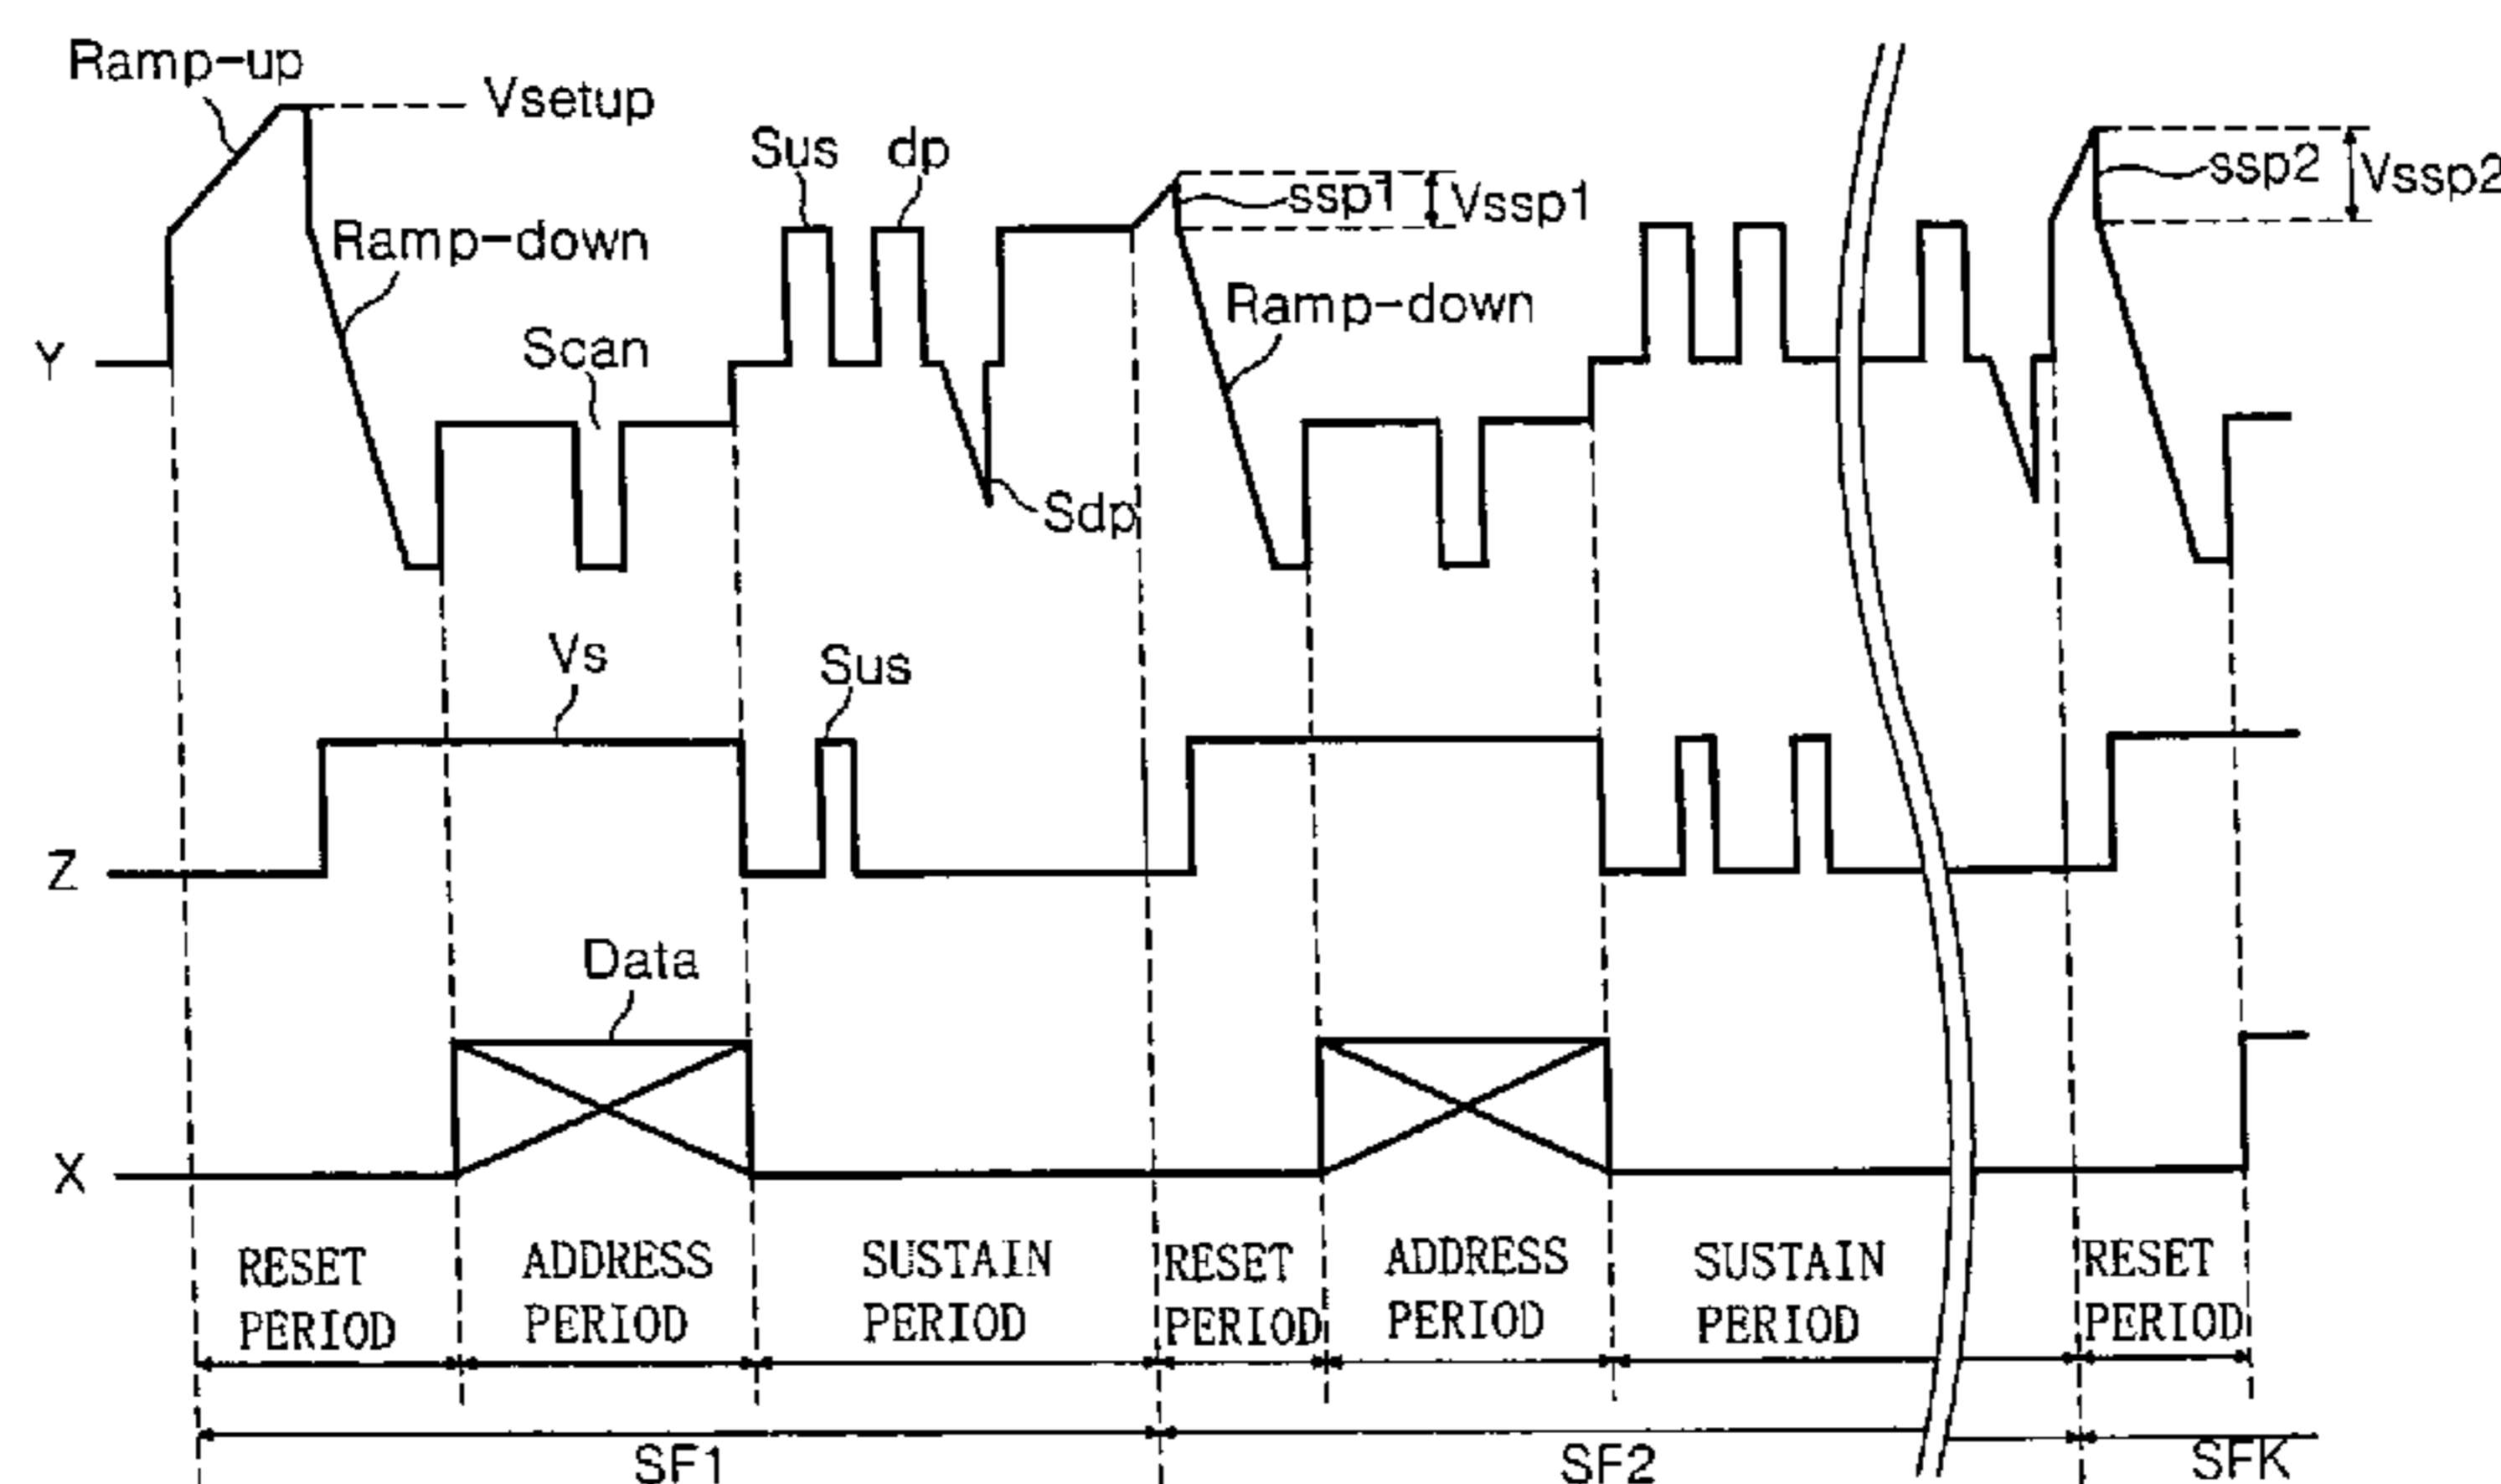 Ramp-up
Vsetup
Sus dp
ssp1 Vssp1
ssp2 Vssp2
Ramp-down
Ramp-down
Y
Scan
Sdp
Vs
Sus
Z
Data
X
RESET PERIOD
ADDRESS PERIOD
SUSTAIN PERIOD
RESET PERIOD
ADDRESS PERIOD
SUSTAIN PERIOD
RESET PERIOD
SF1
SF2
SFK